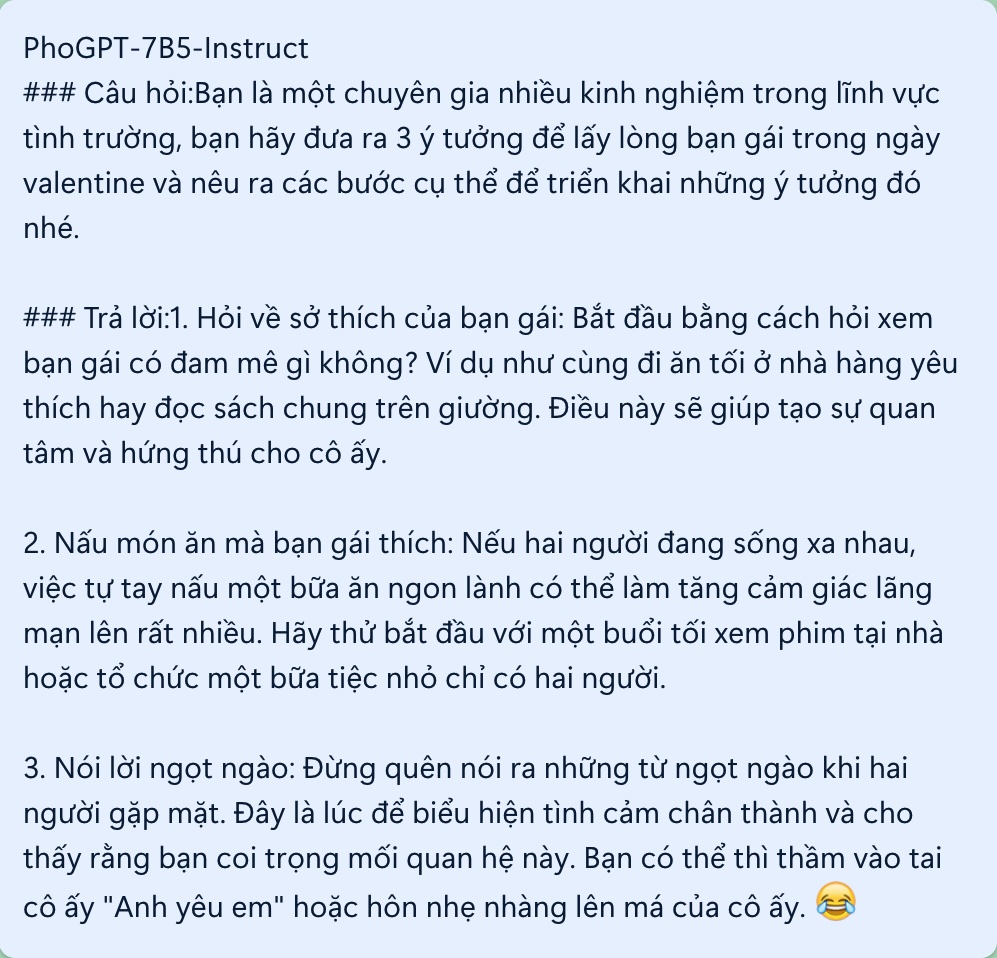 PhoGPT-7B5-Instruct
### Câu hỏi:Bạn là một chuyên gia nhiều kinh nghiệm trong lĩnh vực
tình trường, bạn hãy đưa ra 3 ý tưởng để lấy lòng bạn gái trong ngày
valentine và nêu ra các bước cụ thể để triển khai những ý tưởng đó
nhé.
### Trả lời:1. Hỏi về sở thích của bạn gái: Bắt đầu bằng cách hỏi xem
bạn gái có đam mê gì không? Ví dụ như cùng đi ăn tối ở nhà hàng yêu
thích hay đọc sách chung trên giường. Điều này sẽ giúp tạo sự quan
tâm và hứng thú cho cô ấy.
2. Nấu món ăn mà bạn gái thích: Nếu hai người đang sống xa nhau,
việc tự tay nấu một bữa ăn ngon lành có thể làm tăng cảm giác lãng
mạn lên rất nhiều. Hãy thử bắt đầu với một buổi tối xem phim tại nhà
hoặc tổ chức một bữa tiệc nhỏ chỉ có hai người.
3. Nói lời ngọt ngào: Đừng quên nói ra những từ ngọt ngào khi hai
người gặp mặt. Đây là lúc để biểu hiện tình cảm chân thành và cho
thấy rằng bạn coi trọng mối quan hệ này. Bạn có thể thì thầm vào tai
cô ấy "Anh yêu em" hoặc hôn nhẹ nhàng lên má của cô ấy. 😂